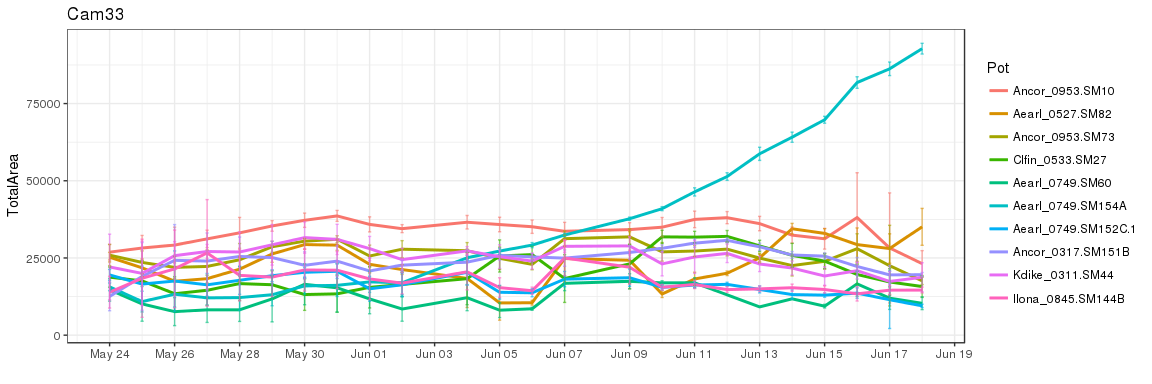 Cam33
TotalArea
75000
50000
25000
0
May 24 May 26 May 28 May 30 Jun 01 Jun 03 Jun 05 Jun 07 Jun 09 Jun 11 Jun 13 Jun 15 Jun 17 Jun 19
Pot
Ancor_0953.SM10
Aearl_0527.SM82
Ancor_0953.SM73
Clfin_0533.SM27
Aearl_0749.SM60
Aearl_0749.SM154A
Aearl_0749.SM152C.1
Ancor_0317.SM151B
Kdike_0311.SM44
Ilona_0845.SM144B